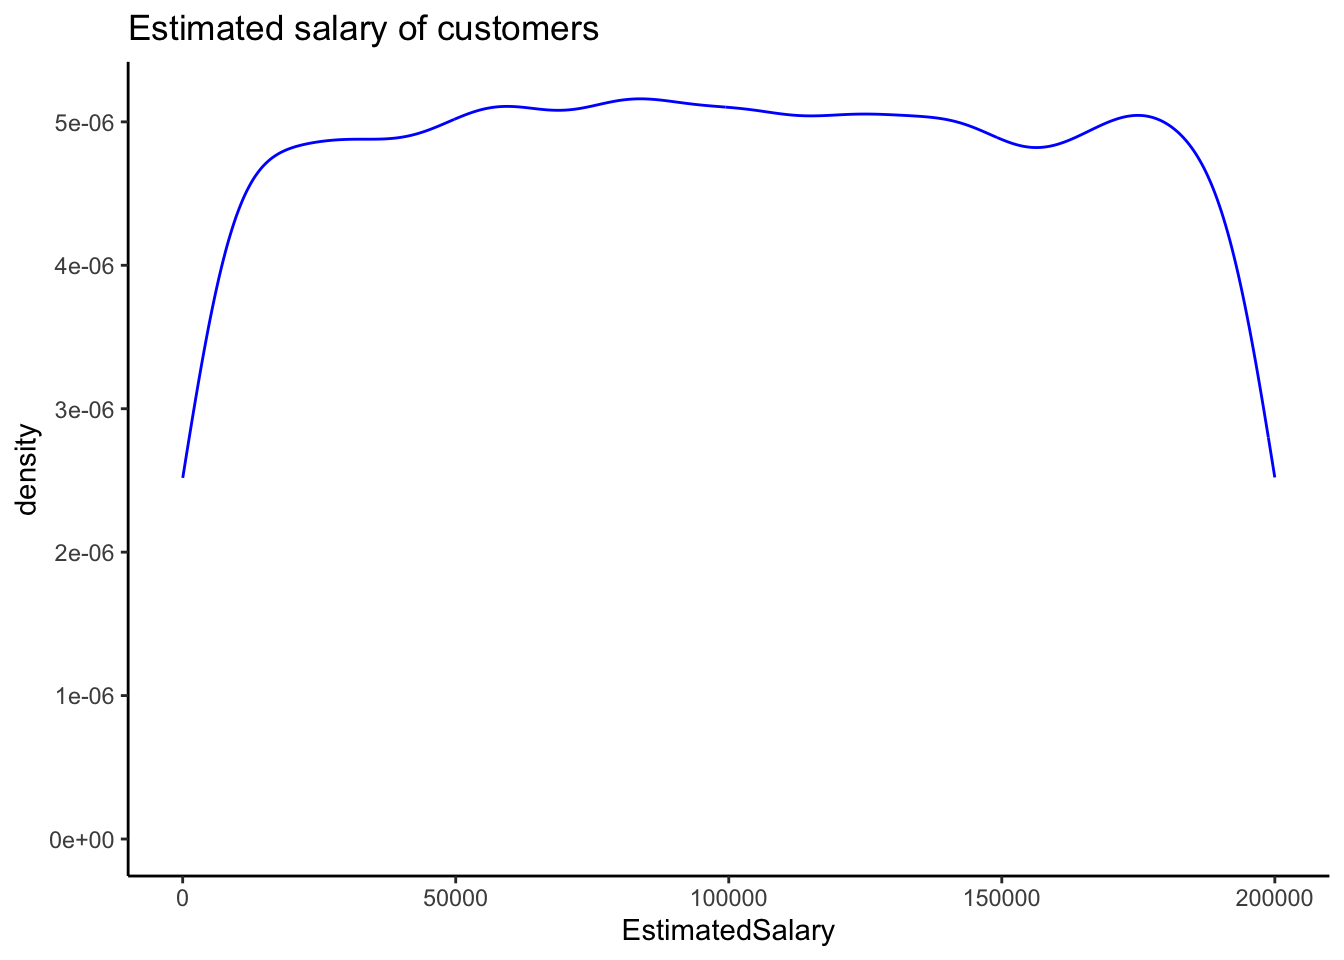 Estimated salary of customers
5e-06
4e-06
3e-06
2e-06
1e-06
0e+00
density
0 50000 100000 150000 200000
EstimatedSalary